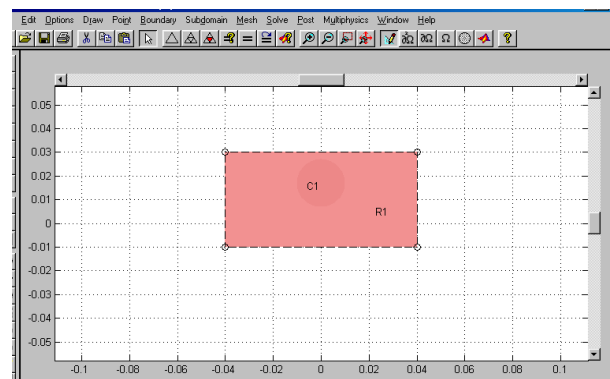 Edit Options Draw Point Boundary Subdomain Mesh Solve Post Multiphysics Window Help
0.05
0.04
0.03
0.02
C1
0.01
R1
0
-0.01
-0.02
-0.03
-0.04
-0.05
-0.1 -0.08 -0.06 -0.04 -0.02 0 0.02 0.04 0.06 0.08 0.1